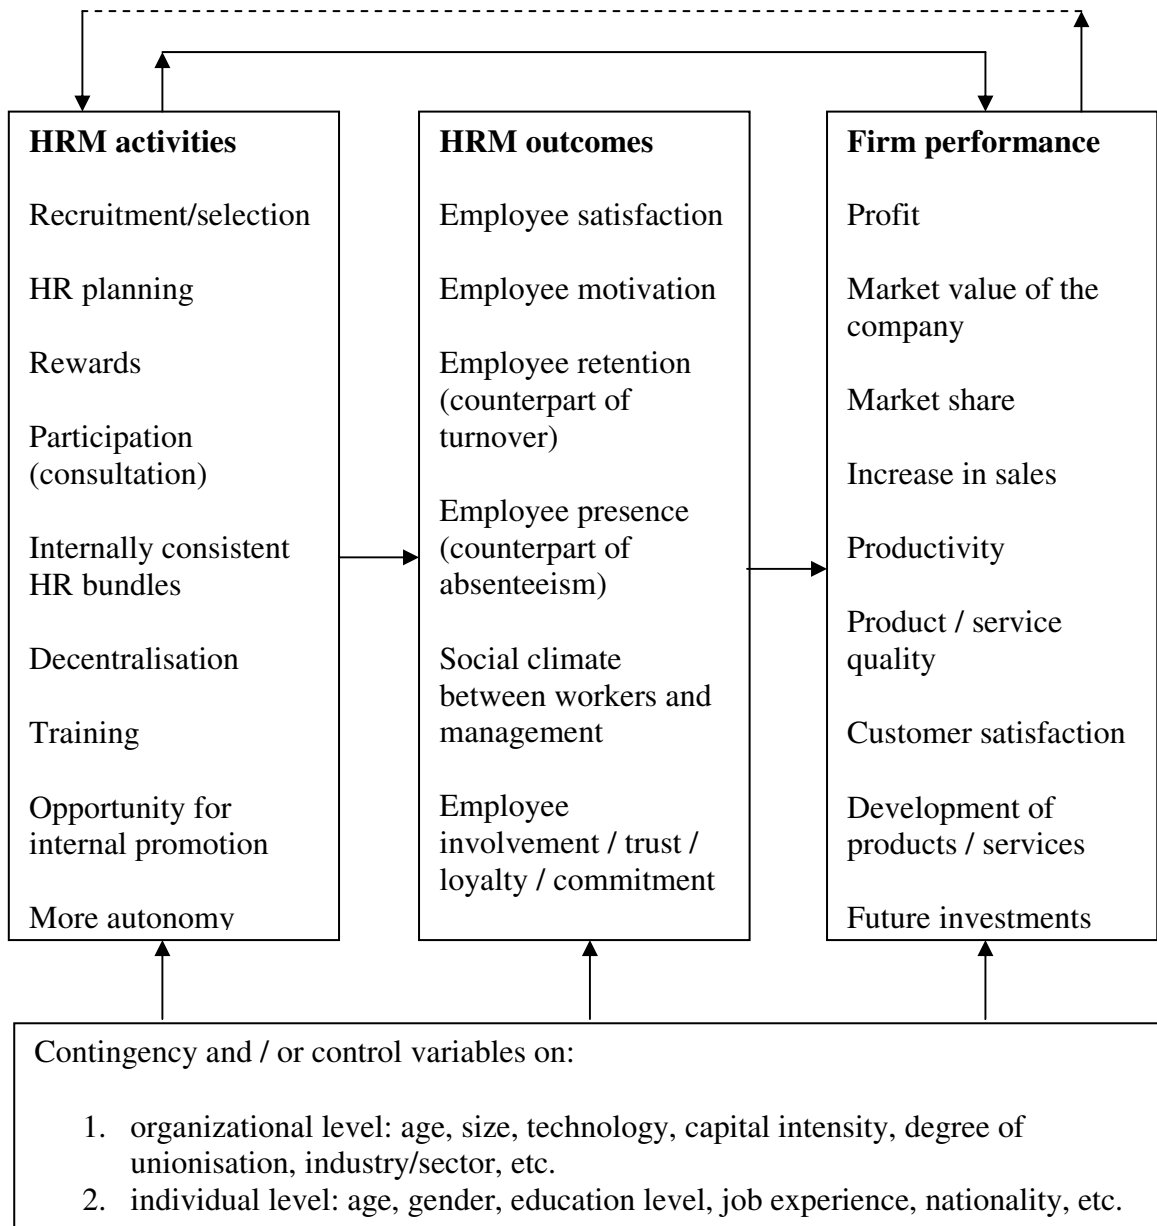 HRM activities
Recruitment/selection
HR planning
Rewards
Participation
(consultation)
Internally consistent
HR bundles
Decentralisation
Training
Opportunity for
internal promotion
More autonomy
HRM outcomes
Employee satisfaction
Employee motivation
Employee retention
(counterpart of
turnover)
Employee presence
(counterpart of
absenteeism)
Social climate
between workers and
management
Employee
involvement / trust /
loyalty / commitment
Firm performance
Profit
Market value of the
company
Market share
Increase in sales
Productivity
Product / service
quality
Customer satisfaction
Development of
products / services
Future investments
Contingency and / or control variables on:
1. organizational level: age, size, technology, capital intensity, degree of
unionisation, industry/sector, etc.
2. individual level: age, gender, education level, job experience, nationality, etc.